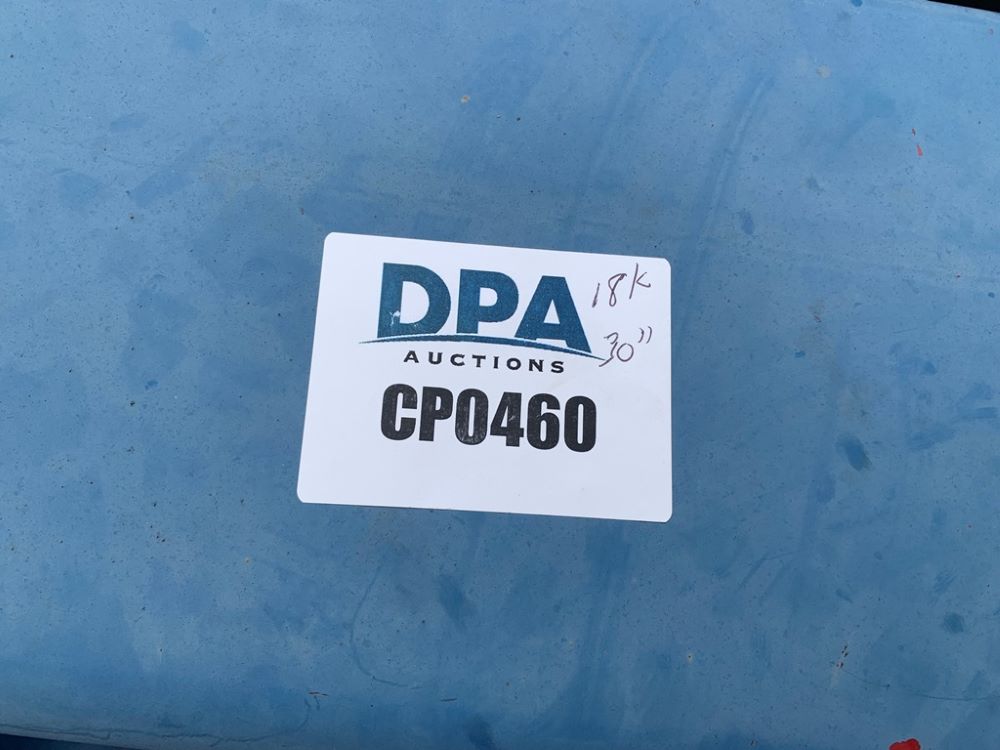 DPA
AUCTIONS
18K
30"
CP0460